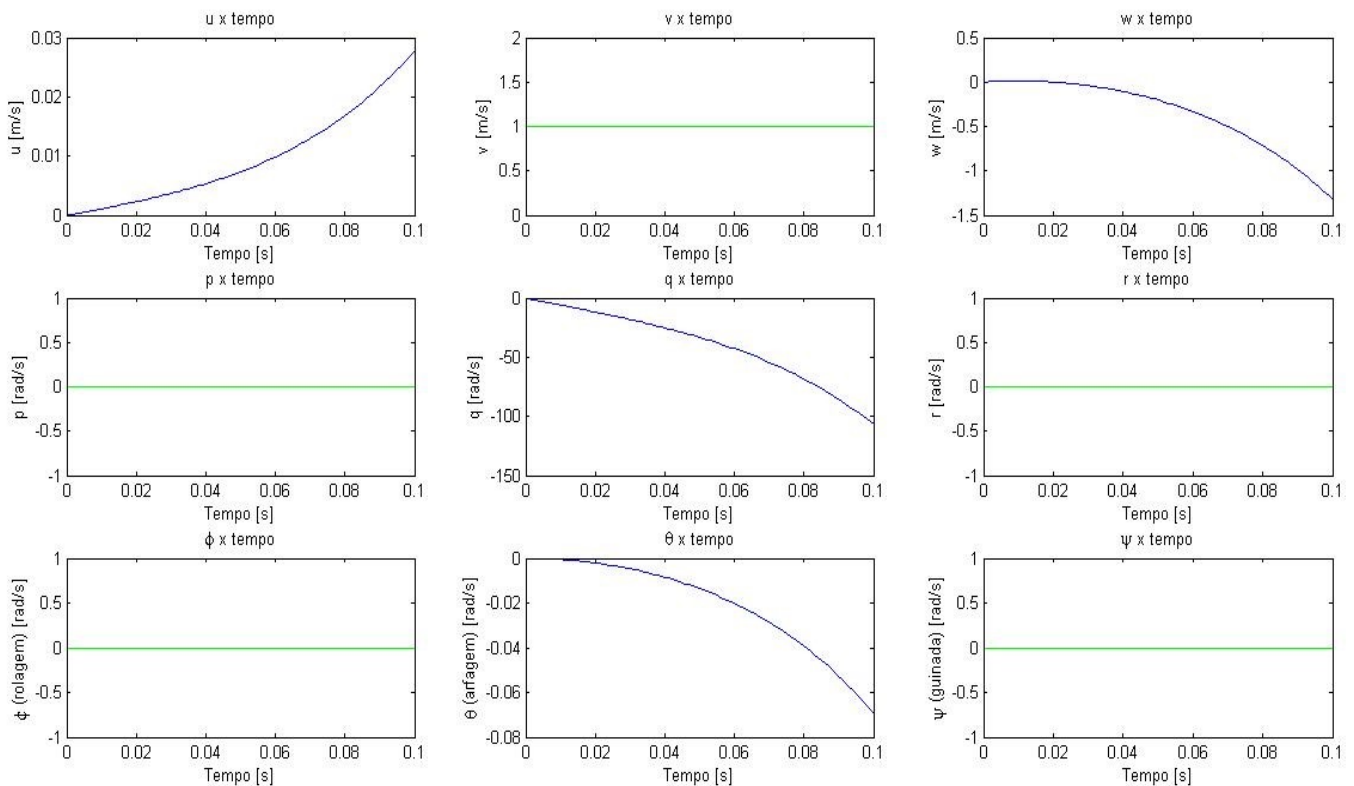 u x tempo
0.03
0.02
0.01
0
u [m/s]
0 0.02 0.04 0.06 0.08 0.1
Tempo [s]
v x tempo
2
1.5
1
0.5
0
v [m/s]
0 0.02 0.04 0.06 0.08 0.1
Tempo [s]
w x tempo
0.5
0
-0.5
-1
-1.5
w [m/s]
0 0.02 0.04 0.06 0.08 0.1
Tempo [s]
p x tempo
1
0.5
0
-0.5
-1
p [rad/s]
0 0.02 0.04 0.06 0.08 0.1
Tempo [s]
q x tempo
0
-50
-100
-150
q [rad/s]
0 0.02 0.04 0.06 0.08 0.1
Tempo [s]
r x tempo
1
0.5
0
-0.5
-1
r [rad/s]
0 0.02 0.04 0.06 0.08 0.1
Tempo [s]
ϕ x tempo
1
0.5
0
-0.5
-1
ϕ (rolagem) [rad/s]
0 0.02 0.04 0.06 0.08 0.1
Tempo [s]
θ x tempo
0
-0.02
-0.04
-0.06
-0.08
θ (arfagem) [rad/s]
0 0.02 0.04 0.06 0.08 0.1
Tempo [s]
ψ x tempo
1
0.5
0
-0.5
-1
ψ (guinada) [rad/s]
0 0.02 0.04 0.06 0.08 0.1
Tempo [s]